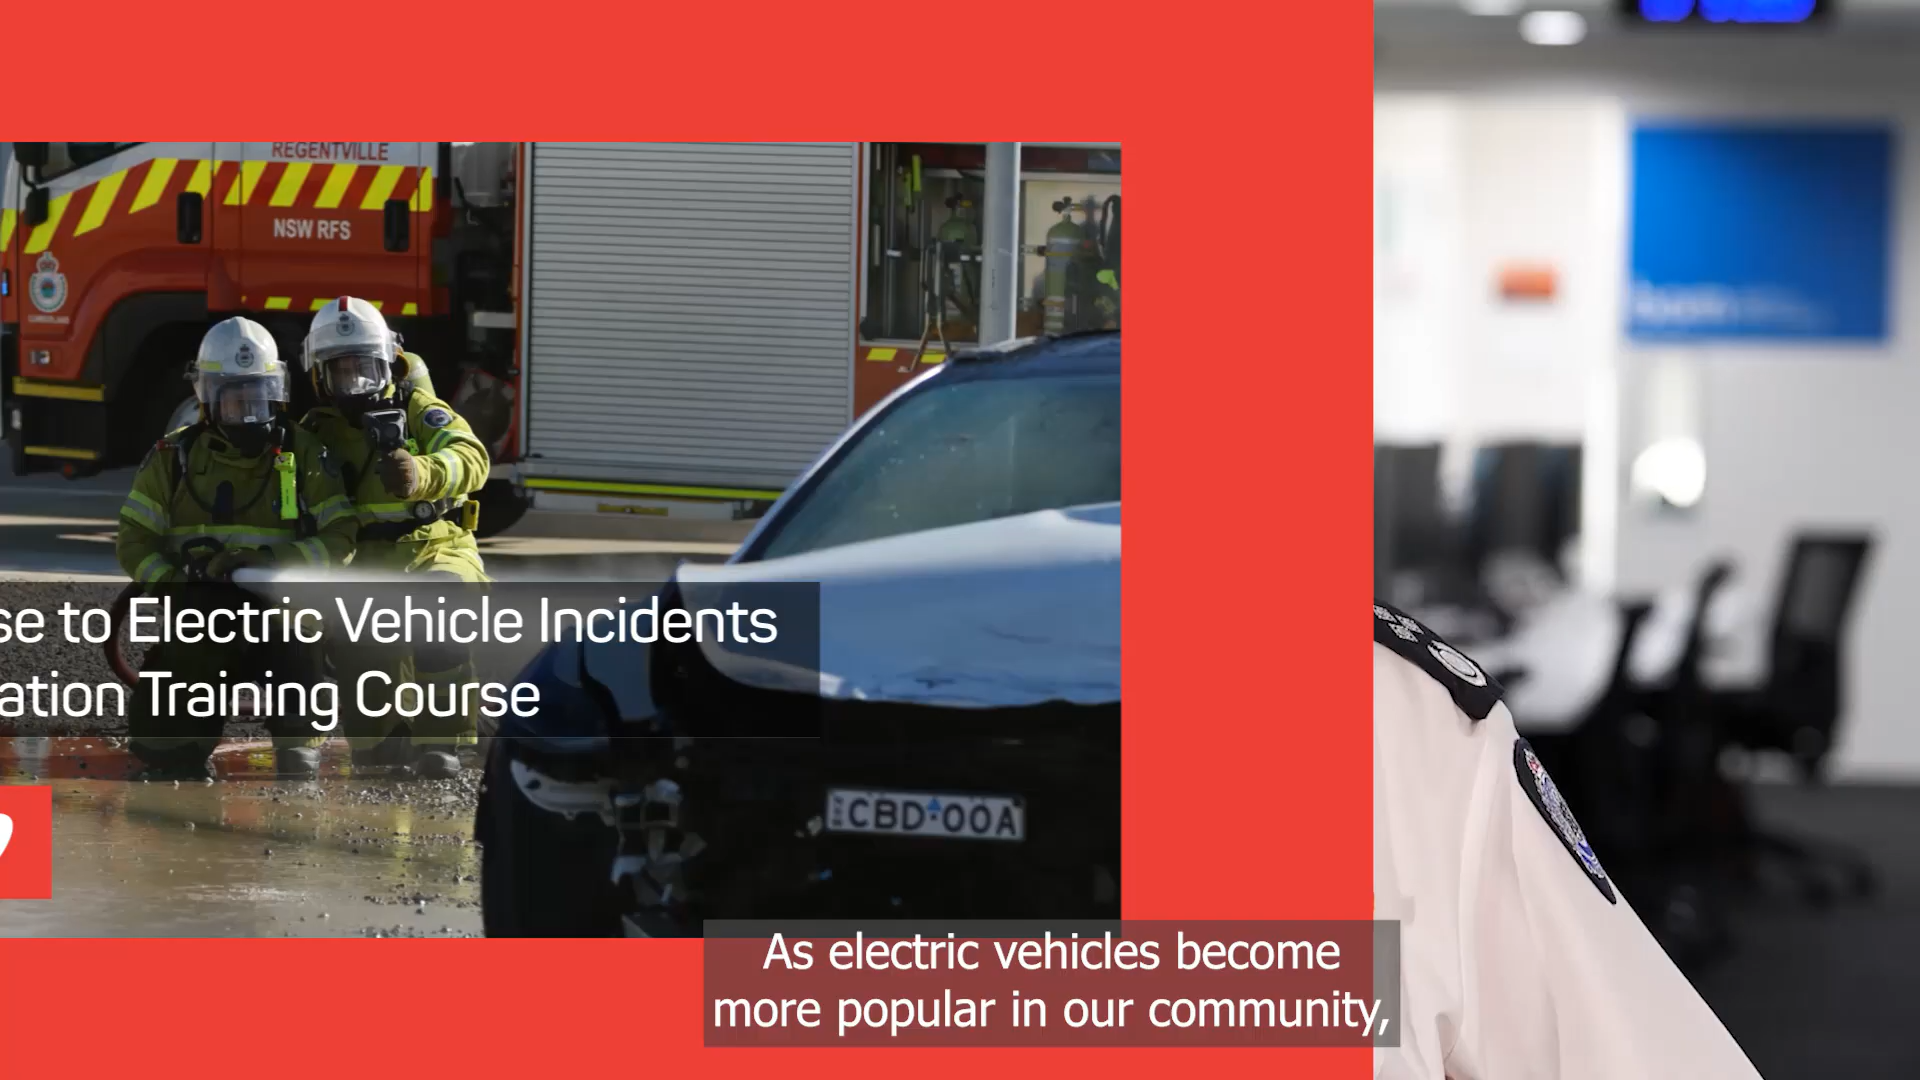 REGENTVILLE
NSW RFS
se to Electric Vehicle Incidents
ation Training Course
CBD·00A
As electric vehicles become
more popular in our community,